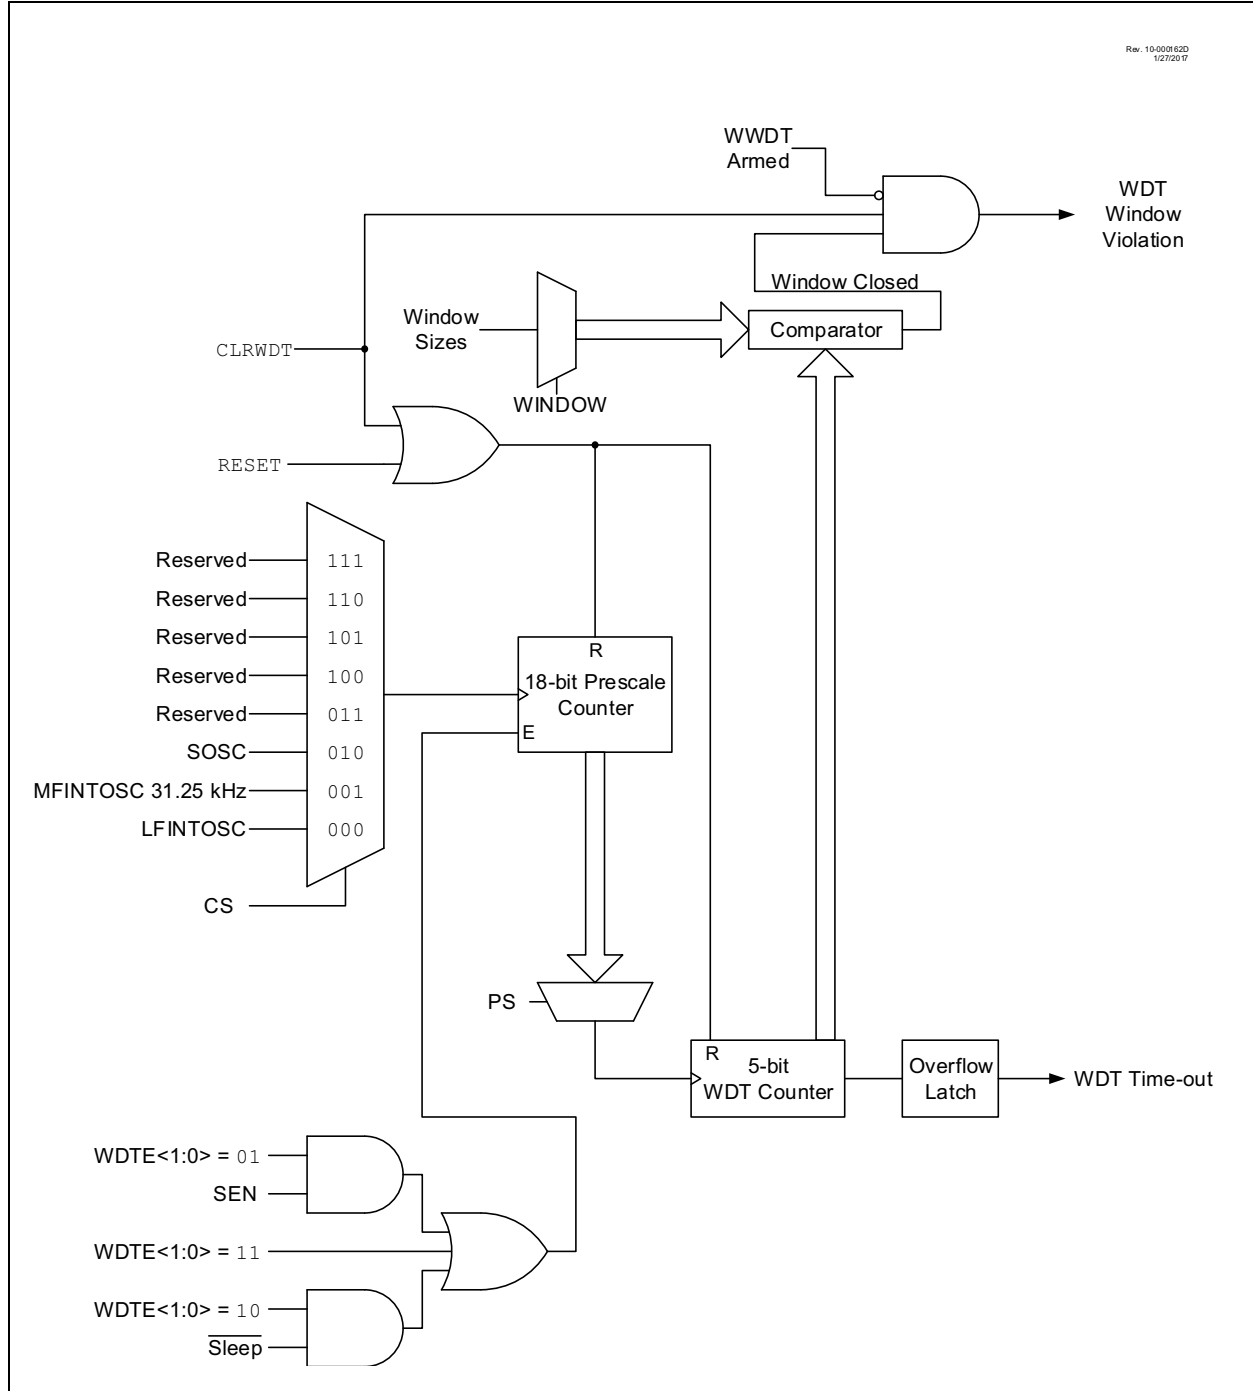 Rev. 10-000162D
1/27/2017
WWDT
Armed
WDT
Window
Violation
Window Closed
Window
Sizes
Comparator
CLRWDT
WINDOW
RESET
Reserved 111
Reserved 110
Reserved 101
Reserved 100
Reserved 011
SOSC 010
MFINTOSC 31.25 kHz 001
LFINTOSC 000
CS
R
18-bit Prescale
Counter
E
PS
R
5-bit
WDT Counter
Overflow
Latch
WDT Time-out
WDTE<1:0> = 01
SEN
WDTE<1:0> = 11
WDTE<1:0> = 10
Sleep